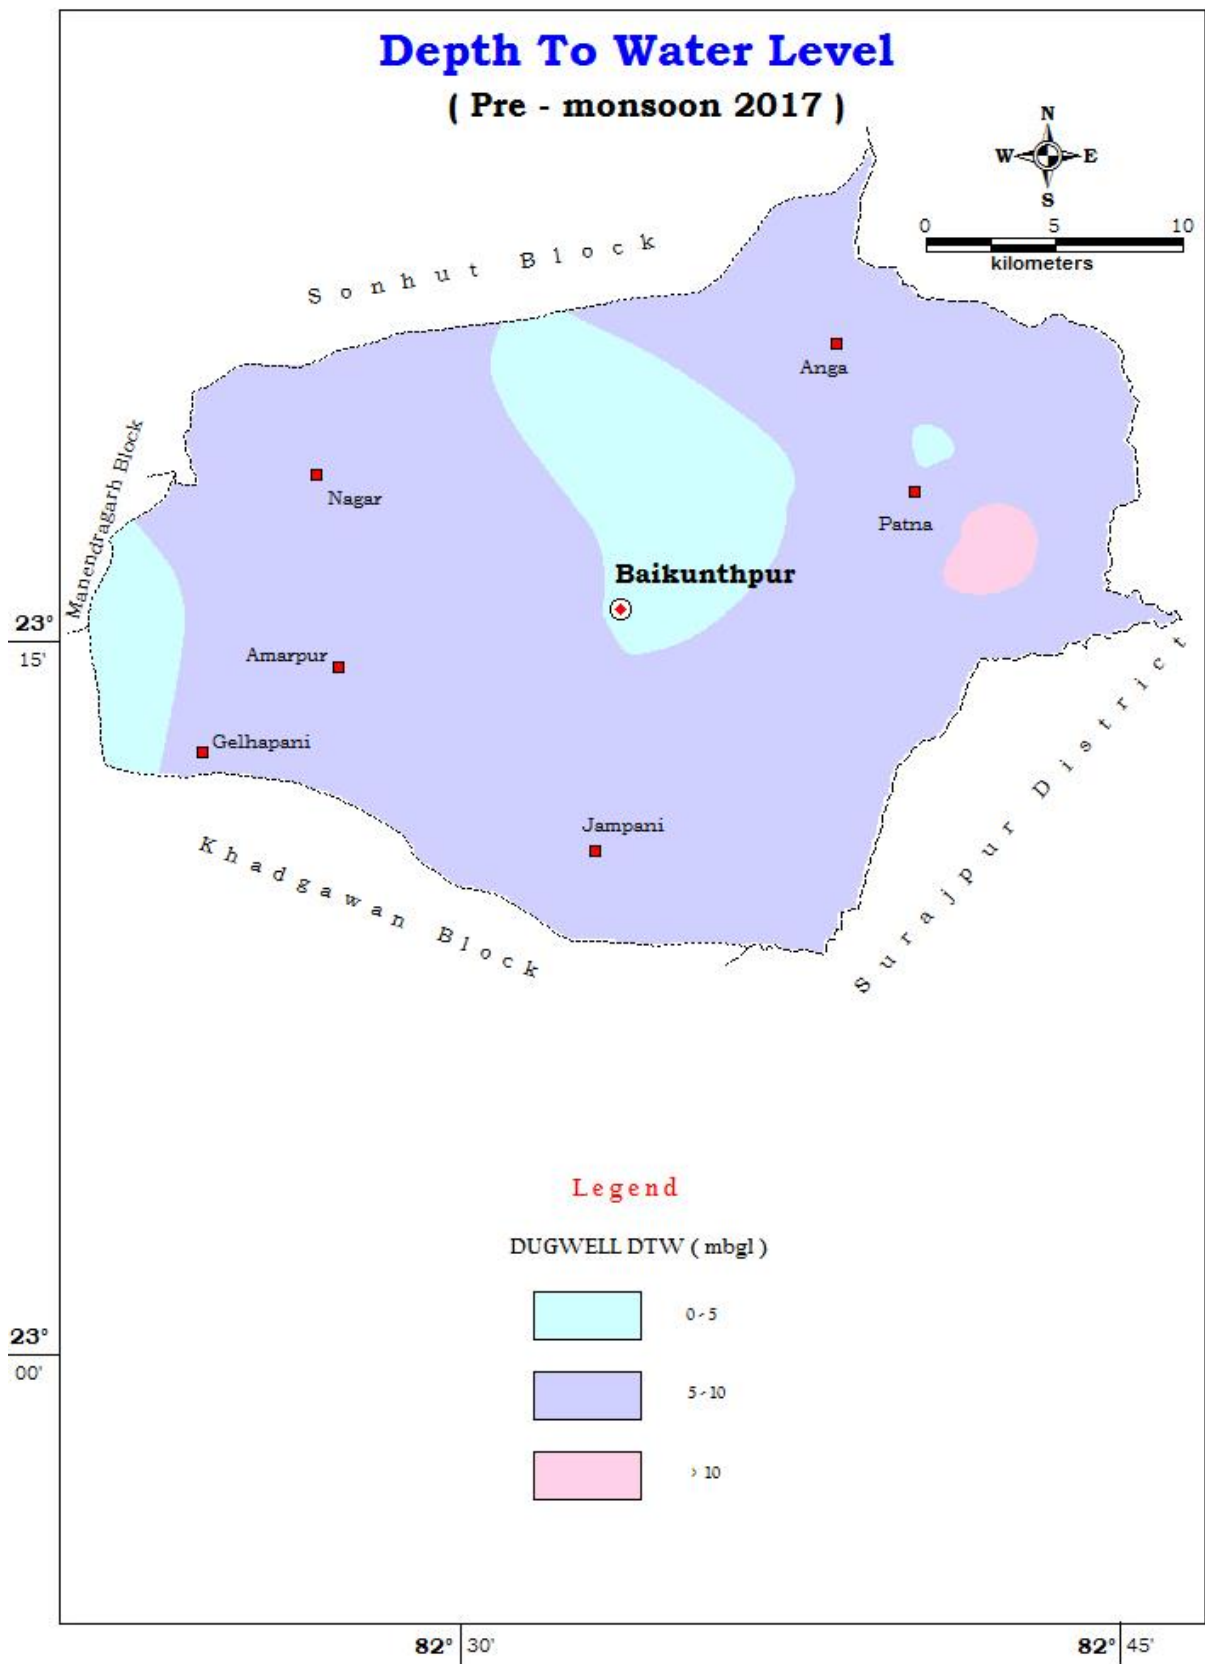 Depth To Water Level
( Pre - monsoon 2017 )
N
W E
S
0 5 10
kilometers
Sonhut Block
Anga
Manendragarh Block
Nagar
Patna
Baikunthpur
23°
15'
Amarpur
Gelhapani
Surajpur District
Jampani
Khadgawan Block
Legend
DUGWELL DTW ( mbgl )
0 - 5
5 - 10
> 10
23°
00'
82° 30'
82° 45'